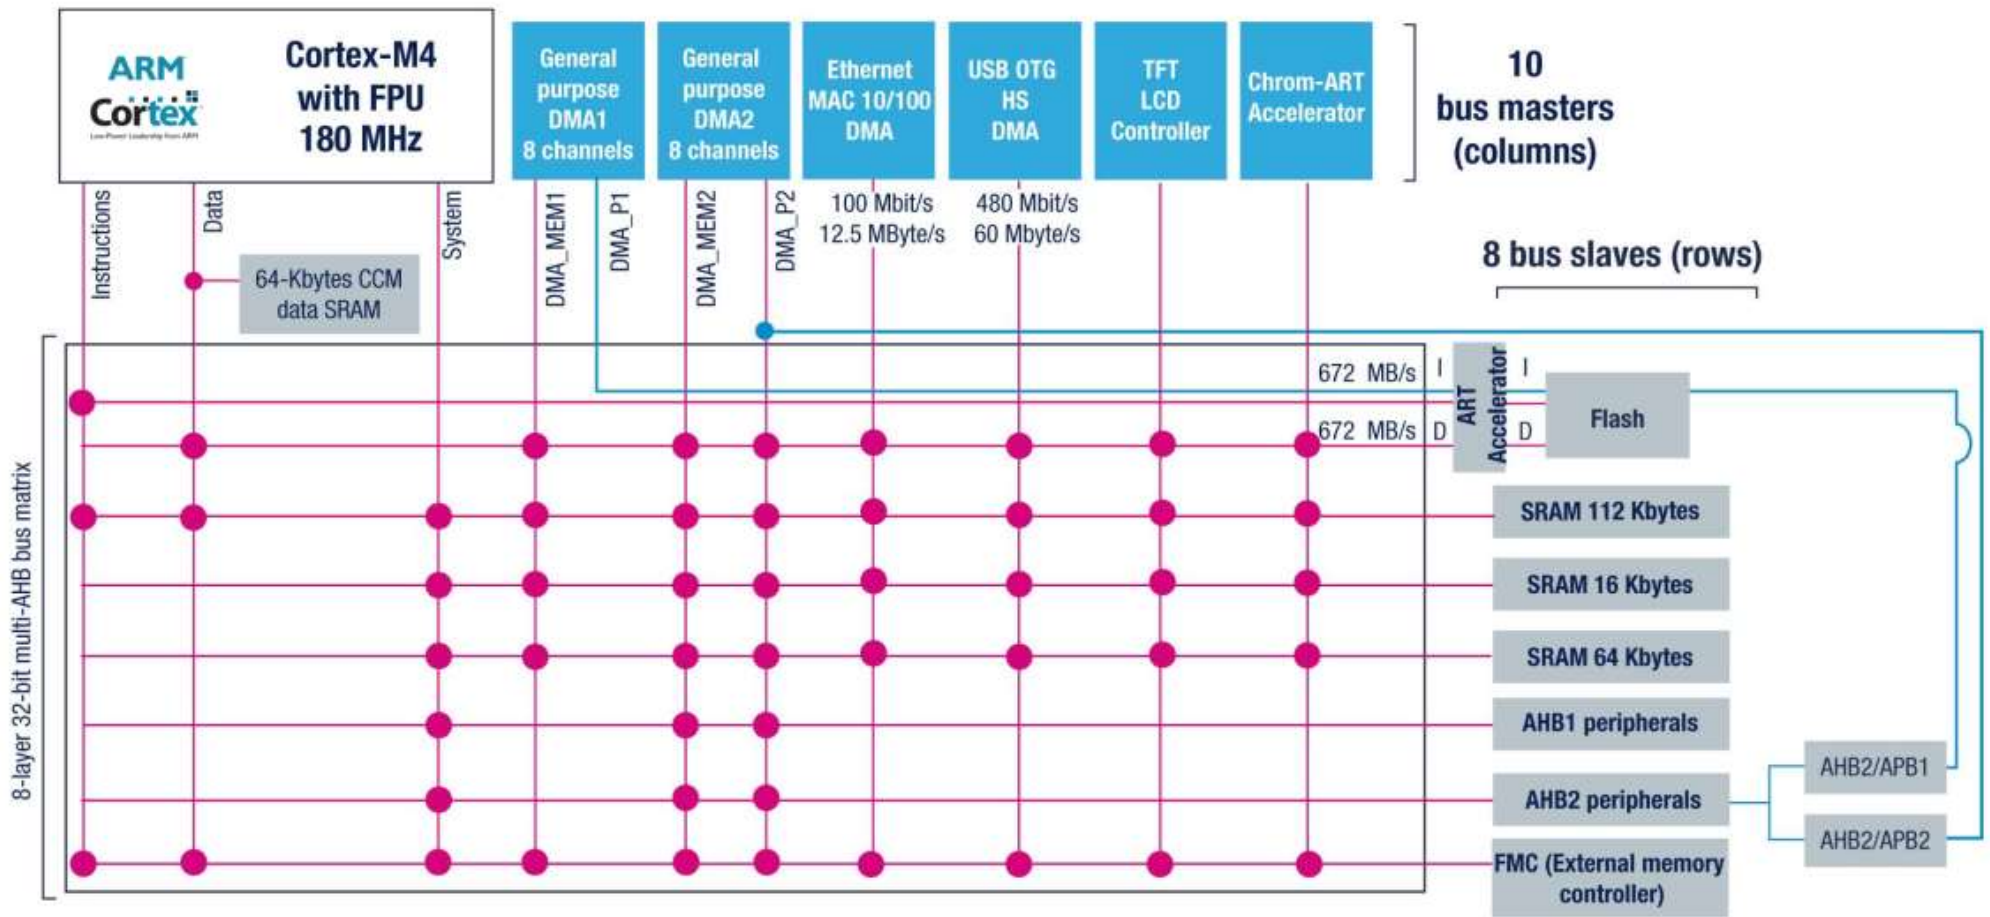 ARM
Cortex
Low-Power Leadership from ARM
Cortex-M4
with FPU
180 MHz
General
purpose
DMA1
8 channels
General
purpose
DMA2
8 channels
Ethernet
MAC 10/100
DMA
USB OTG
HS
DMA
TFT
LCD
Controller
Chrom-ART
Accelerator
10
bus masters
(columns)
Instructions
Data
System
DMA_MEM1
DMA_P1
DMA_MEM2
DMA_P2
100 Mbit/s
12.5 MByte/s
480 Mbit/s
60 Mbyte/s
64-Kbytes CCM
data SRAM
8 bus slaves (rows)
8-layer 32-bit multi-AHB bus matrix
672 MB/s
I
I
672 MB/s
D
D
ART
Accelerator
Flash
SRAM 112 Kbytes
SRAM 16 Kbytes
SRAM 64 Kbytes
AHB1 peripherals
AHB2 peripherals
AHB2/APB1
AHB2/APB2
FMC (External memory
controller)